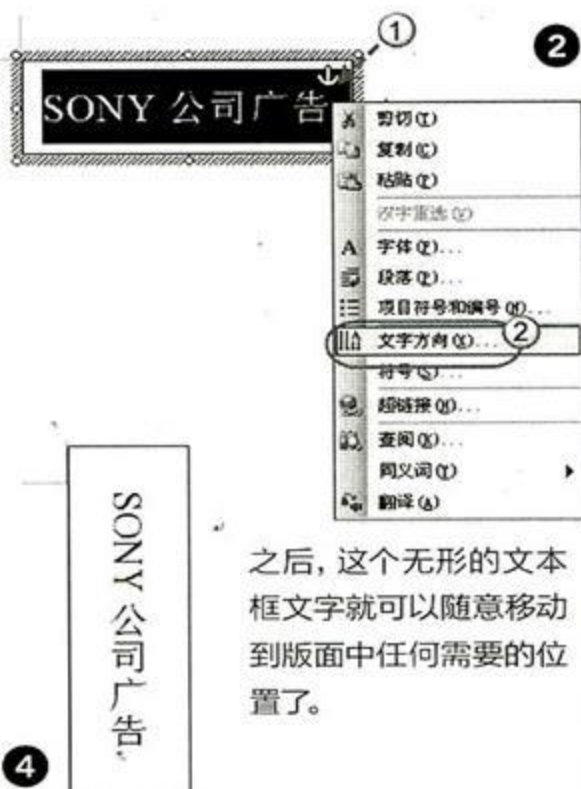 ①
❷
SONY 公司广告
剪切(T)
复制(C)
粘贴(P)
汉字重选(V)
字体(F)...
段落(P)...
项目符号和编号(N)...
文字方向(X)...
②
符号(S)...
超链接(H)...
查阅(K)...
同义词(Y)
翻译(A)
SONY 公司广告
之后，这个无形的文本
框文字就可以随意移动
到版面中任何需要的位
置了。
❹